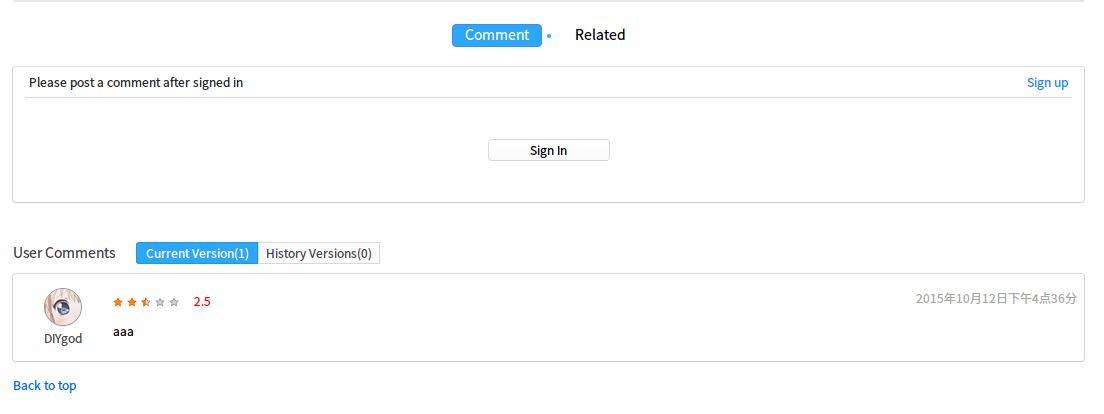 Comment
Related
Please post a comment after signed in
Sign up
Sign In
User Comments
Current Version(1)
History Versions(0)
2.5
2015年10月12日下午4点36分
aaa
DIYgod
Back to top